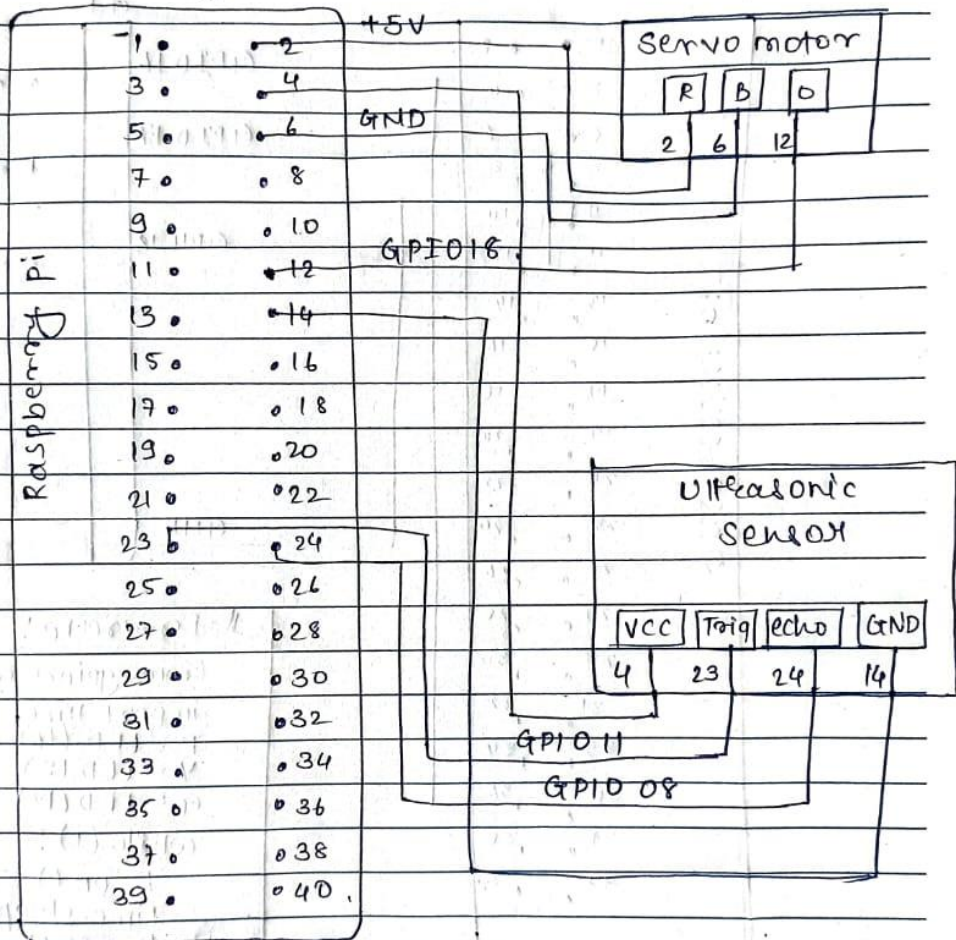 +5V
1 2
3 4
GND
5 6
7 8
9 10
GPIO18
11 12
13 14
15 16
17 18
19 20
21 22
23 24
25 26
27 28
29 30
31 32
33 34
35 36
37 38
39 40
Raspberry Pi
Servo motor
R B O
2 6 12
Ultrasonic
Sensor
VCC Trig echo GND
4 23 24 14
GPIO 11
GPIO 08